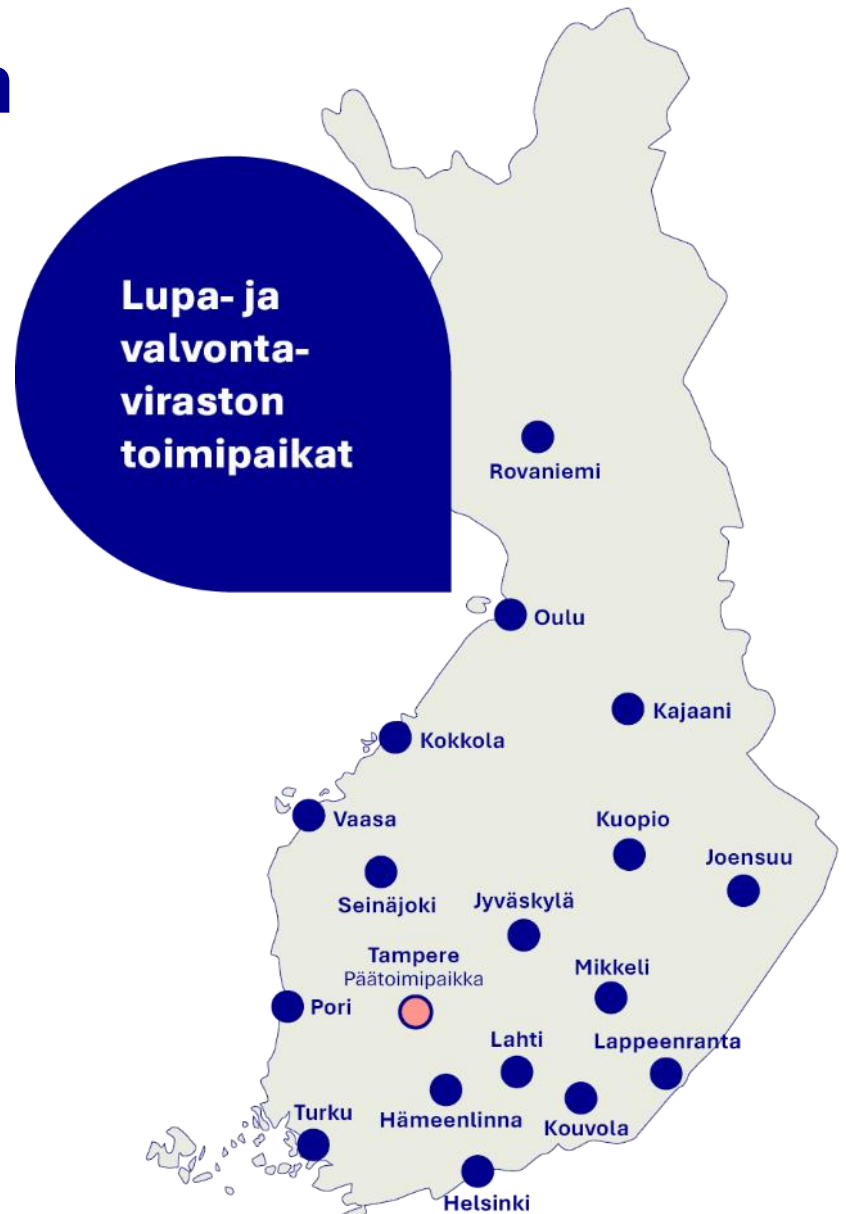 n
Lupa- ja
valvonta-
viraston
toimipaikat
Rovaniemi
Oulu
Kajaani
Kokkola
Vaasa
Kuopio
Joensuu
Seinäjoki
Jyväskylä
Tampere
Päätoimipaikka
Mikkeli
Pori
Lahti
Lappeenranta
Turku
Hämeenlinna
Kouvola
Helsinki